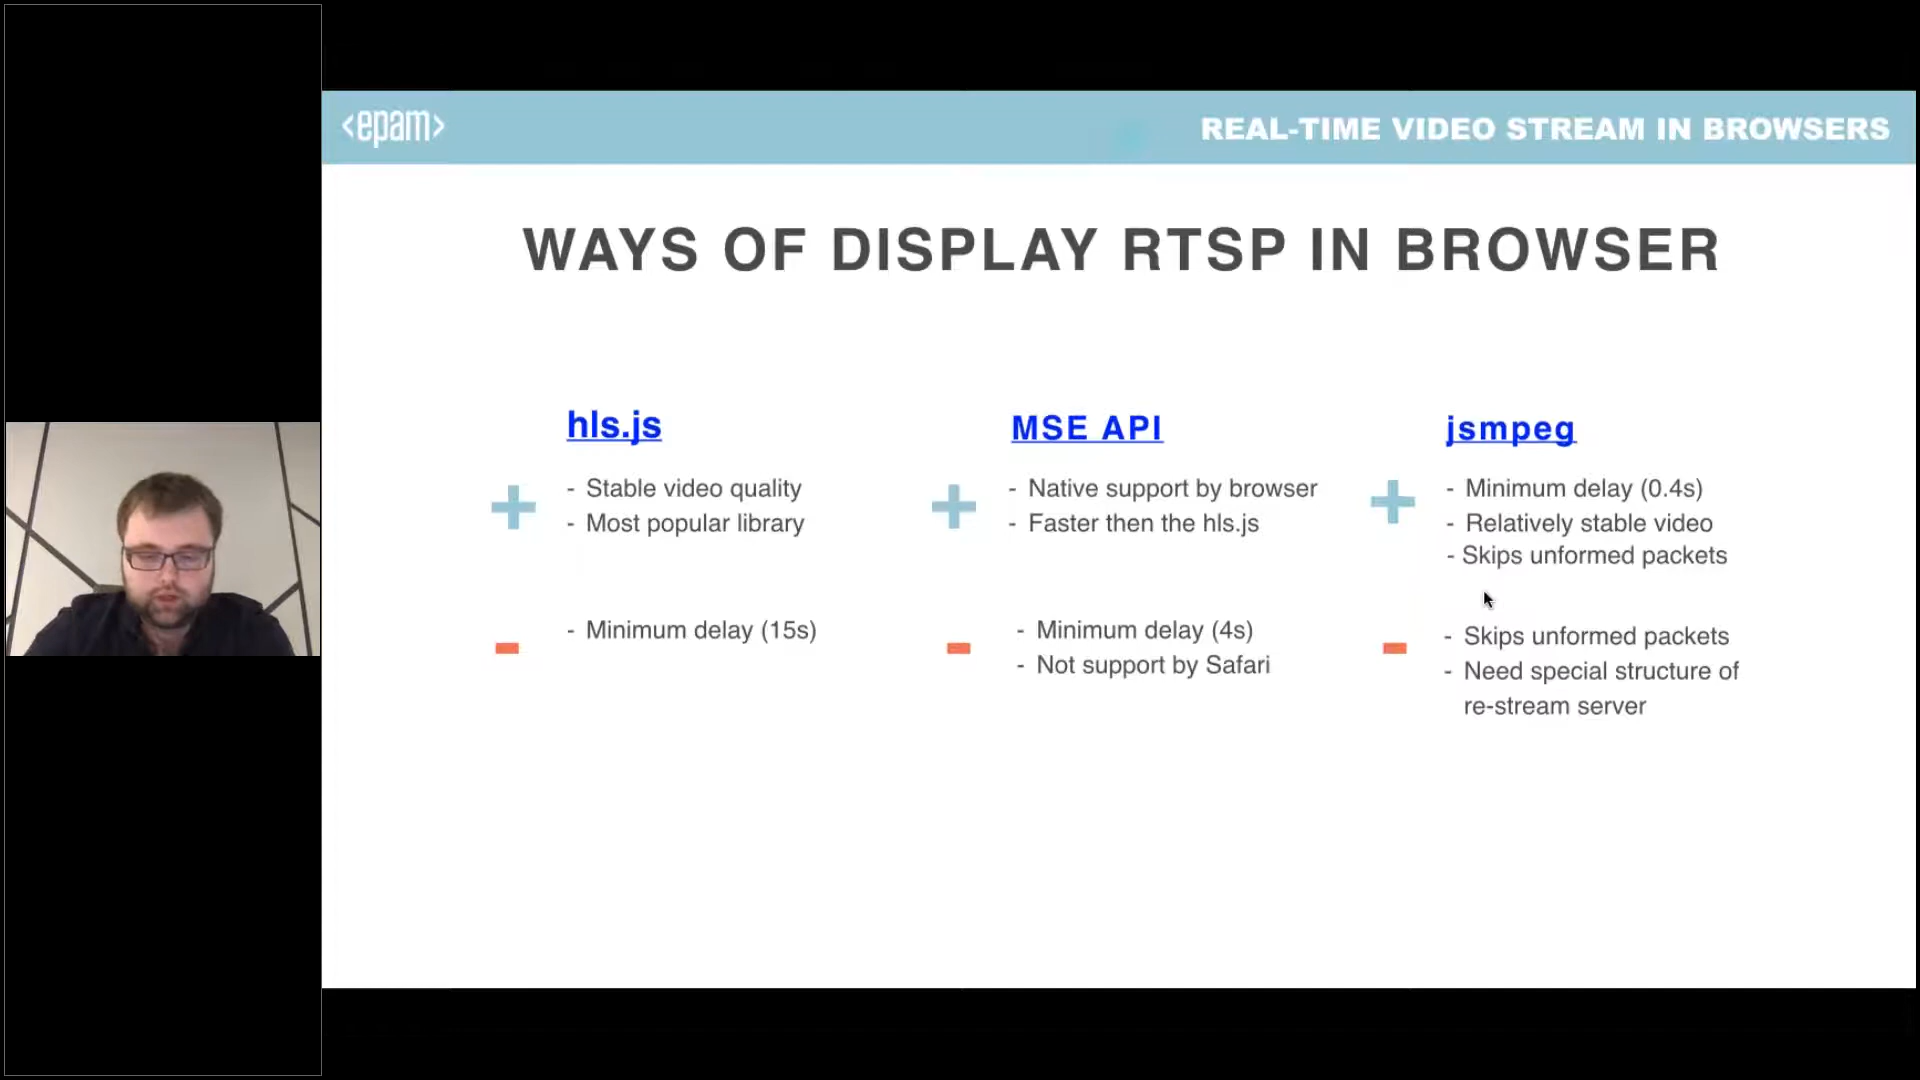 <epam>
REAL-TIME VIDEO STREAM IN BROWSERS
WAYS OF DISPLAY RTSP IN BROWSER
hls.js
- Stable video quality
- Most popular library
- Minimum delay (15s)
MSE API
- Native support by browser
- Faster then the hls.js
- Minimum delay (4s)
- Not support by Safari
jsmpeg
- Minimum delay (0.4s)
- Relatively stable video
- Skips unformed packets
- Skips unformed packets
- Need special structure of
re-stream server